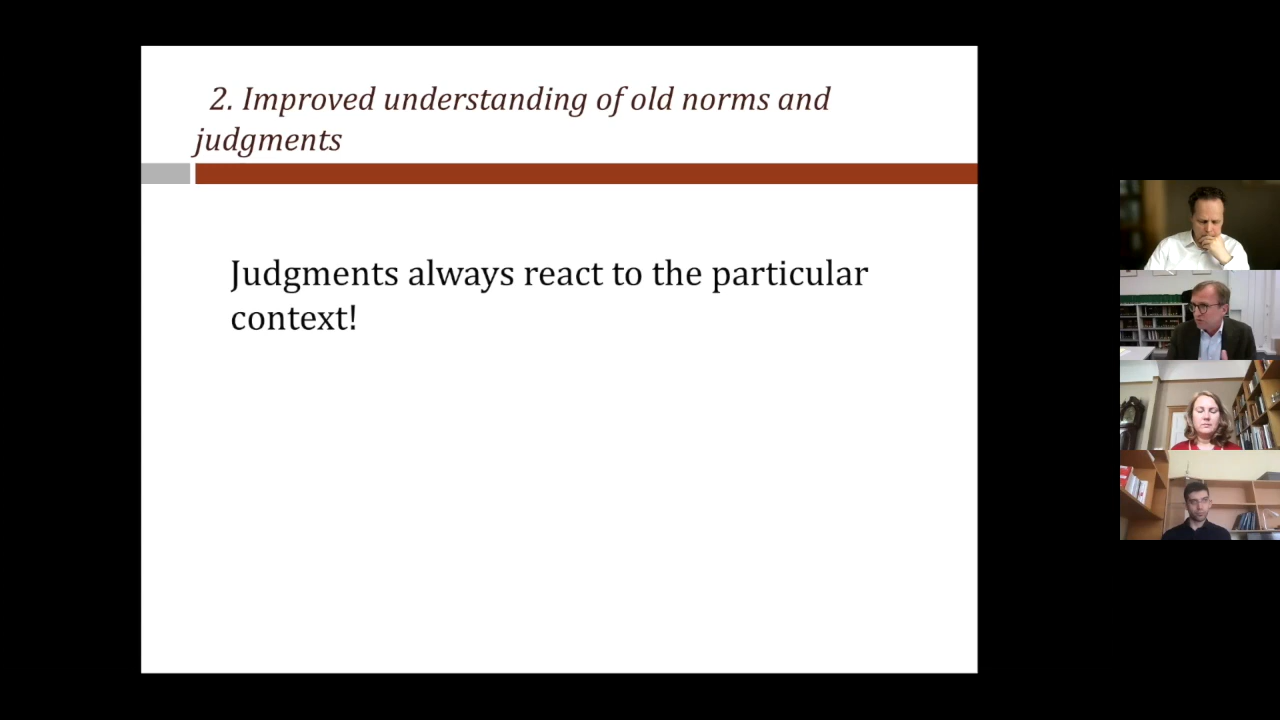 2. Improved understanding of old norms and
judgments
Judgments always react to the particular
context!